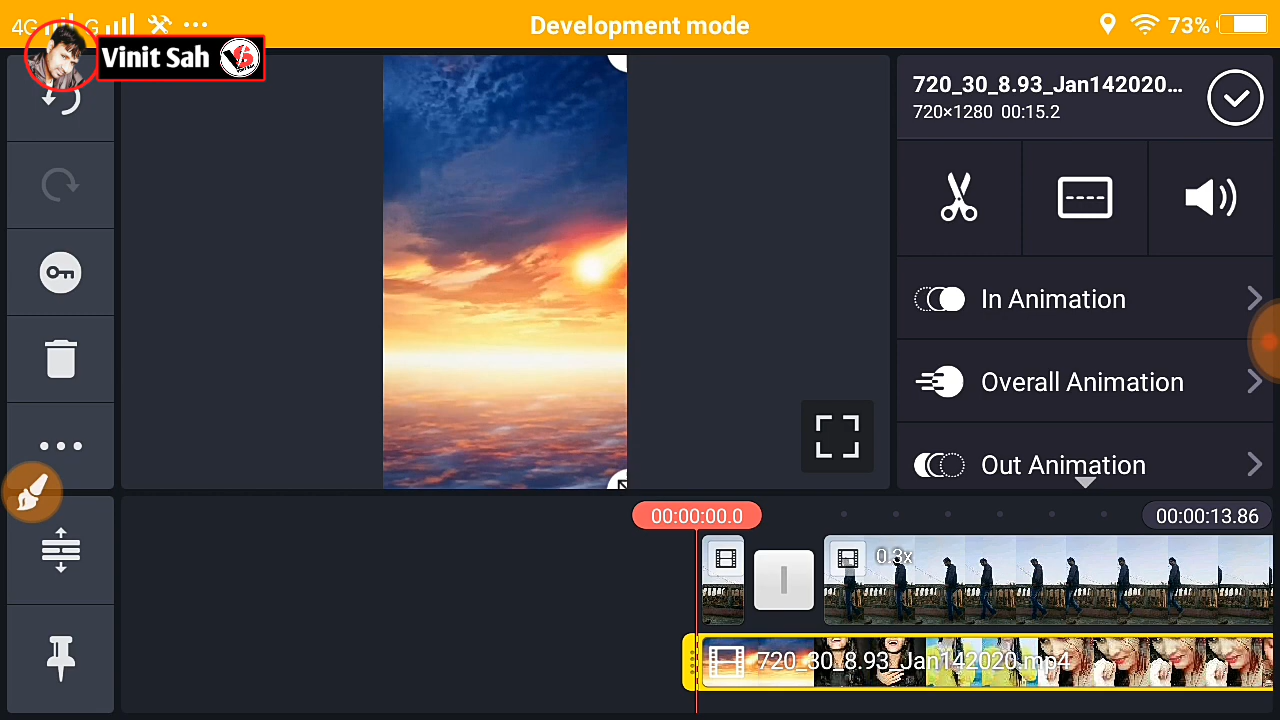 4G G Development mode 73%
Vinit Sah
720_30_8.93_Jan142020...
720×1280 00:15.2
In Animation
Overall Animation
Out Animation
00:00:00.0
00:00:13.86
0.3x
720_30_8.93_Jan142020.mp4